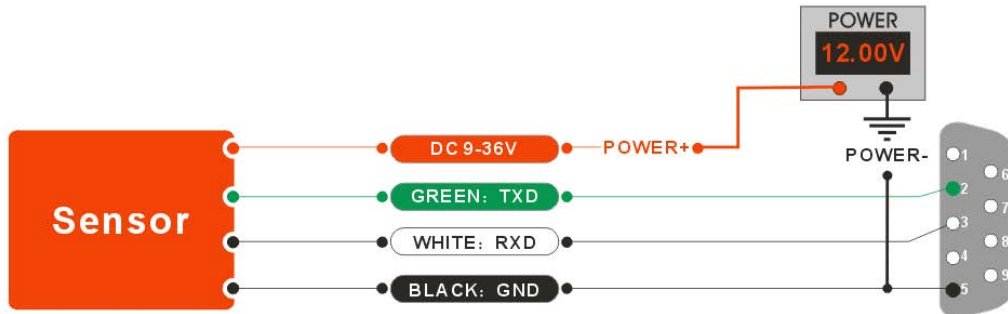 POWER
12.00V
DC 9-36V
POWER+
POWER-
1
6
GREEN: TXD
2
7
Sensor
3
WHITE: RXD
8
4
9
BLACK: GND
5